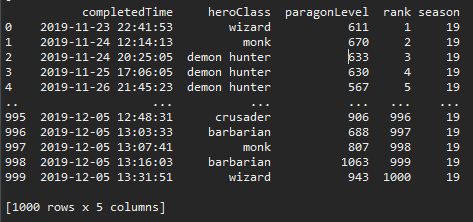 completedTime heroClass paragonLevel rank season
0 2019-11-23 22:41:53 wizard 611 1 19
1 2019-11-24 12:14:13 monk 670 2 19
2 2019-11-24 20:25:05 demon hunter 633 3 19
3 2019-11-25 17:06:05 demon hunter 630 4 19
4 2019-11-26 21:45:23 demon hunter 567 5 19
.. ... ... ... ... ...
995 2019-12-05 12:48:31 crusader 906 996 19
996 2019-12-05 13:03:33 barbarian 688 997 19
997 2019-12-05 13:07:41 monk 807 998 19
998 2019-12-05 13:16:03 barbarian 1063 999 19
999 2019-12-05 13:31:51 wizard 943 1000 19
[1000 rows x 5 columns]